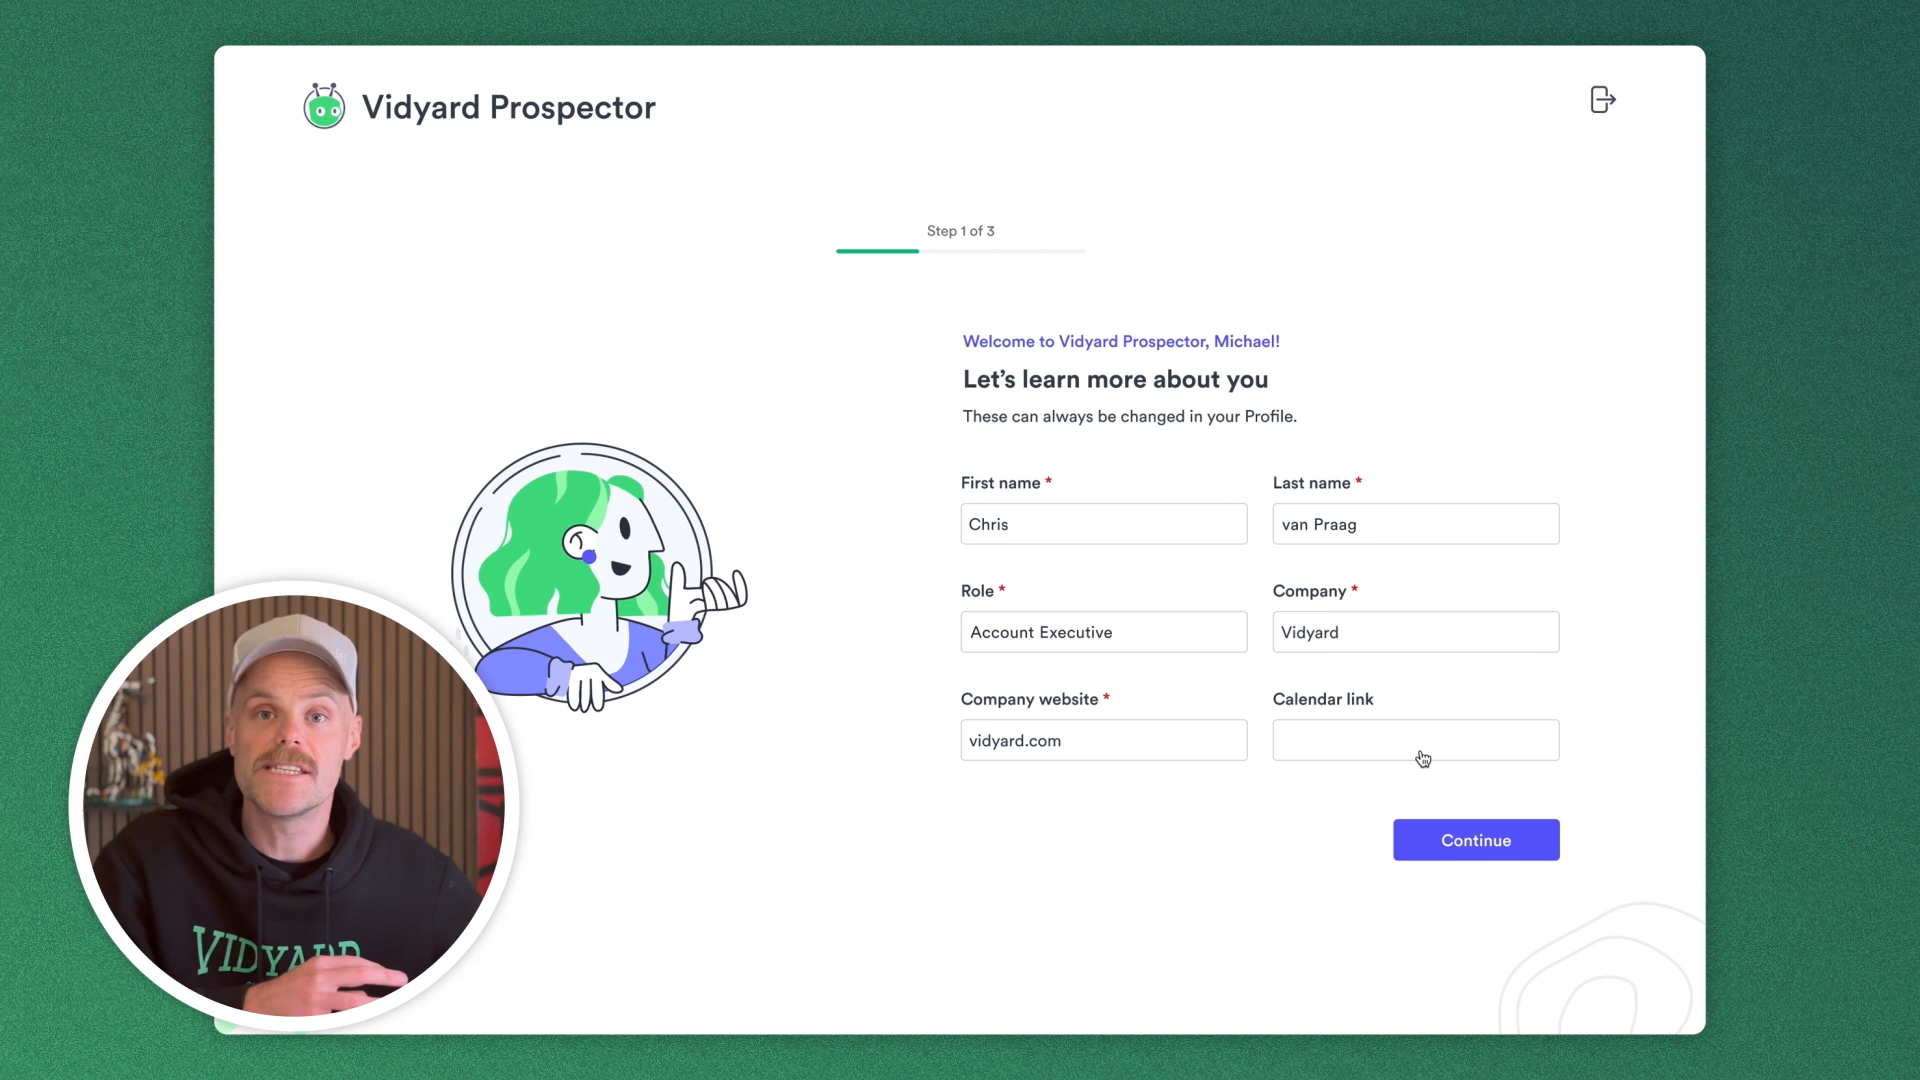 Vidyard Prospector
Step 1 of 3
Welcome to Vidyard Prospector, Michael!
Let's learn more about you
These can always be changed in your Profile.
First name *
Last name *
Chris
van Praag
Role *
Company *
Account Executive
Vidyard
Company website *
Calendar link
vidyard.com
Continue
VIDYARD